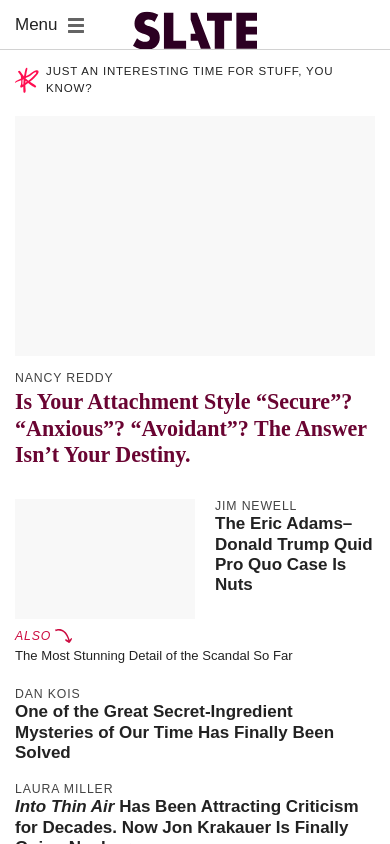 Menu
SLATE
JUST AN INTERESTING TIME FOR STUFF, YOU
KNOW?
NANCY REDDY
Is Your Attachment Style “Secure”?
“Anxious”? “Avoidant”? The Answer
Isn’t Your Destiny.
JIM NEWELL
The Eric Adams–
Donald Trump Quid
Pro Quo Case Is
Nuts
ALSO
The Most Stunning Detail of the Scandal So Far
DAN KOIS
One of the Great Secret-Ingredient
Mysteries of Our Time Has Finally Been
Solved
LAURA MILLER
Into Thin Air Has Been Attracting Criticism
for Decades. Now Jon Krakauer Is Finally